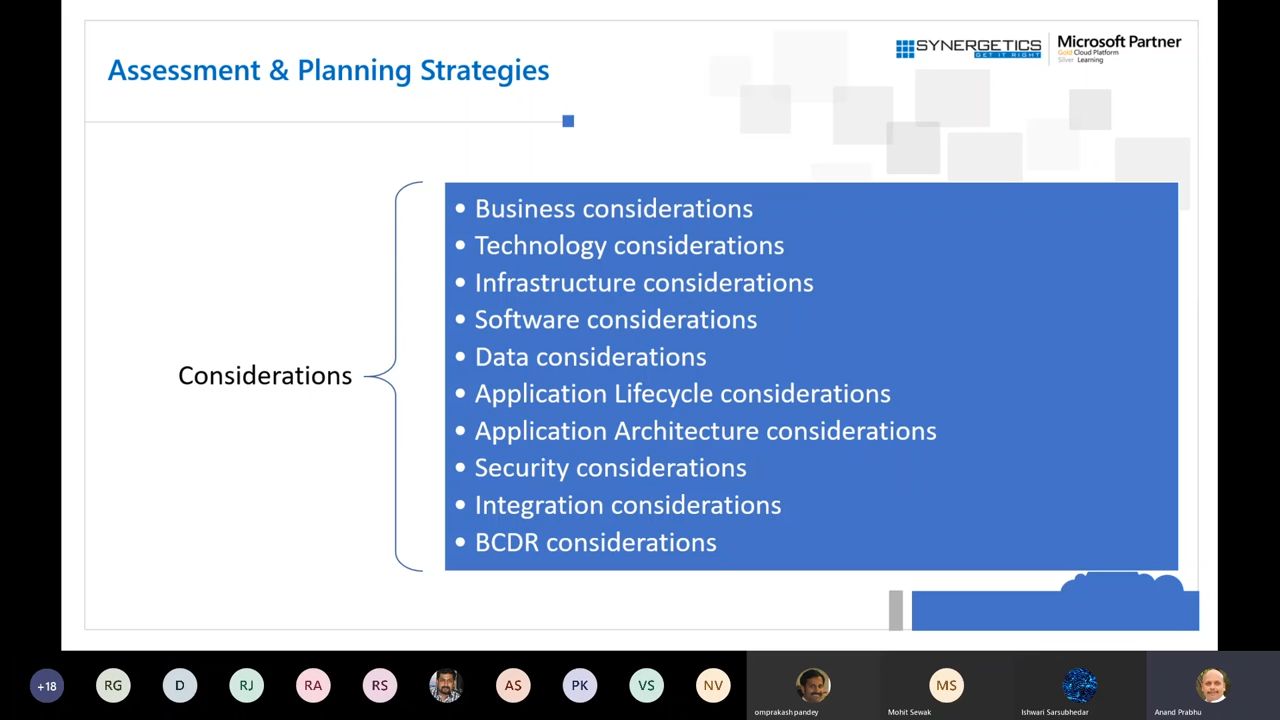 Assessment & Planning Strategies
SYNERGETICS
GET IT RIGHT
Microsoft Partner
Gold Cloud Platform
Silver Learning
Considerations
• Business considerations
• Technology considerations
• Infrastructure considerations
• Software considerations
• Data considerations
• Application Lifecycle considerations
• Application Architecture considerations
• Security considerations
• Integration considerations
• BCDR considerations
+18 RG D RJ RA RS AS PK VS NV MS
omprakash pandey Mohit Sewak Ishwari Sarsubhedar Anand Prabhu